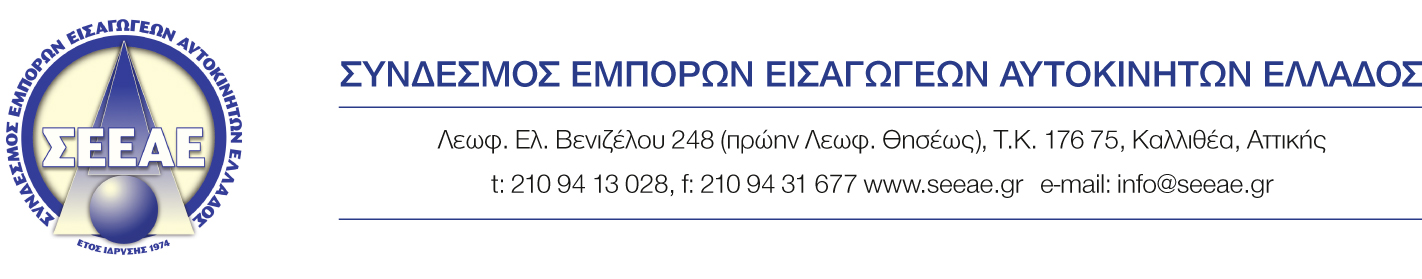 ΣΥΝΔΕΣΜΟΣ ΕΜΠΟΡΩΝ ΕΙΣΑΓΩΓΕΩΝ ΑΥΤΟΚΙΝΗΤΩΝ ΕΛΛΑΔΟΣ
ΣΕΕΑΕ
ΕΤΟΣ ΙΔΡΥΣΗΣ 1974
ΣΥΝΔΕΣΜΟΣ ΕΜΠΟΡΩΝ ΕΙΣΑΓΩΓΕΩΝ ΑΥΤΟΚΙΝΗΤΩΝ ΕΛΛΑΔΟΣ
Λεωφ. Ελ. Βενιζέλου 248 (πρώην Λεωφ. Θησέως), Τ.Κ. 176 75, Καλλιθέα, Αττικής
t: 210 94 13 028, f: 210 94 31 677 www.seeae.gr e-mail: info@seeae.gr